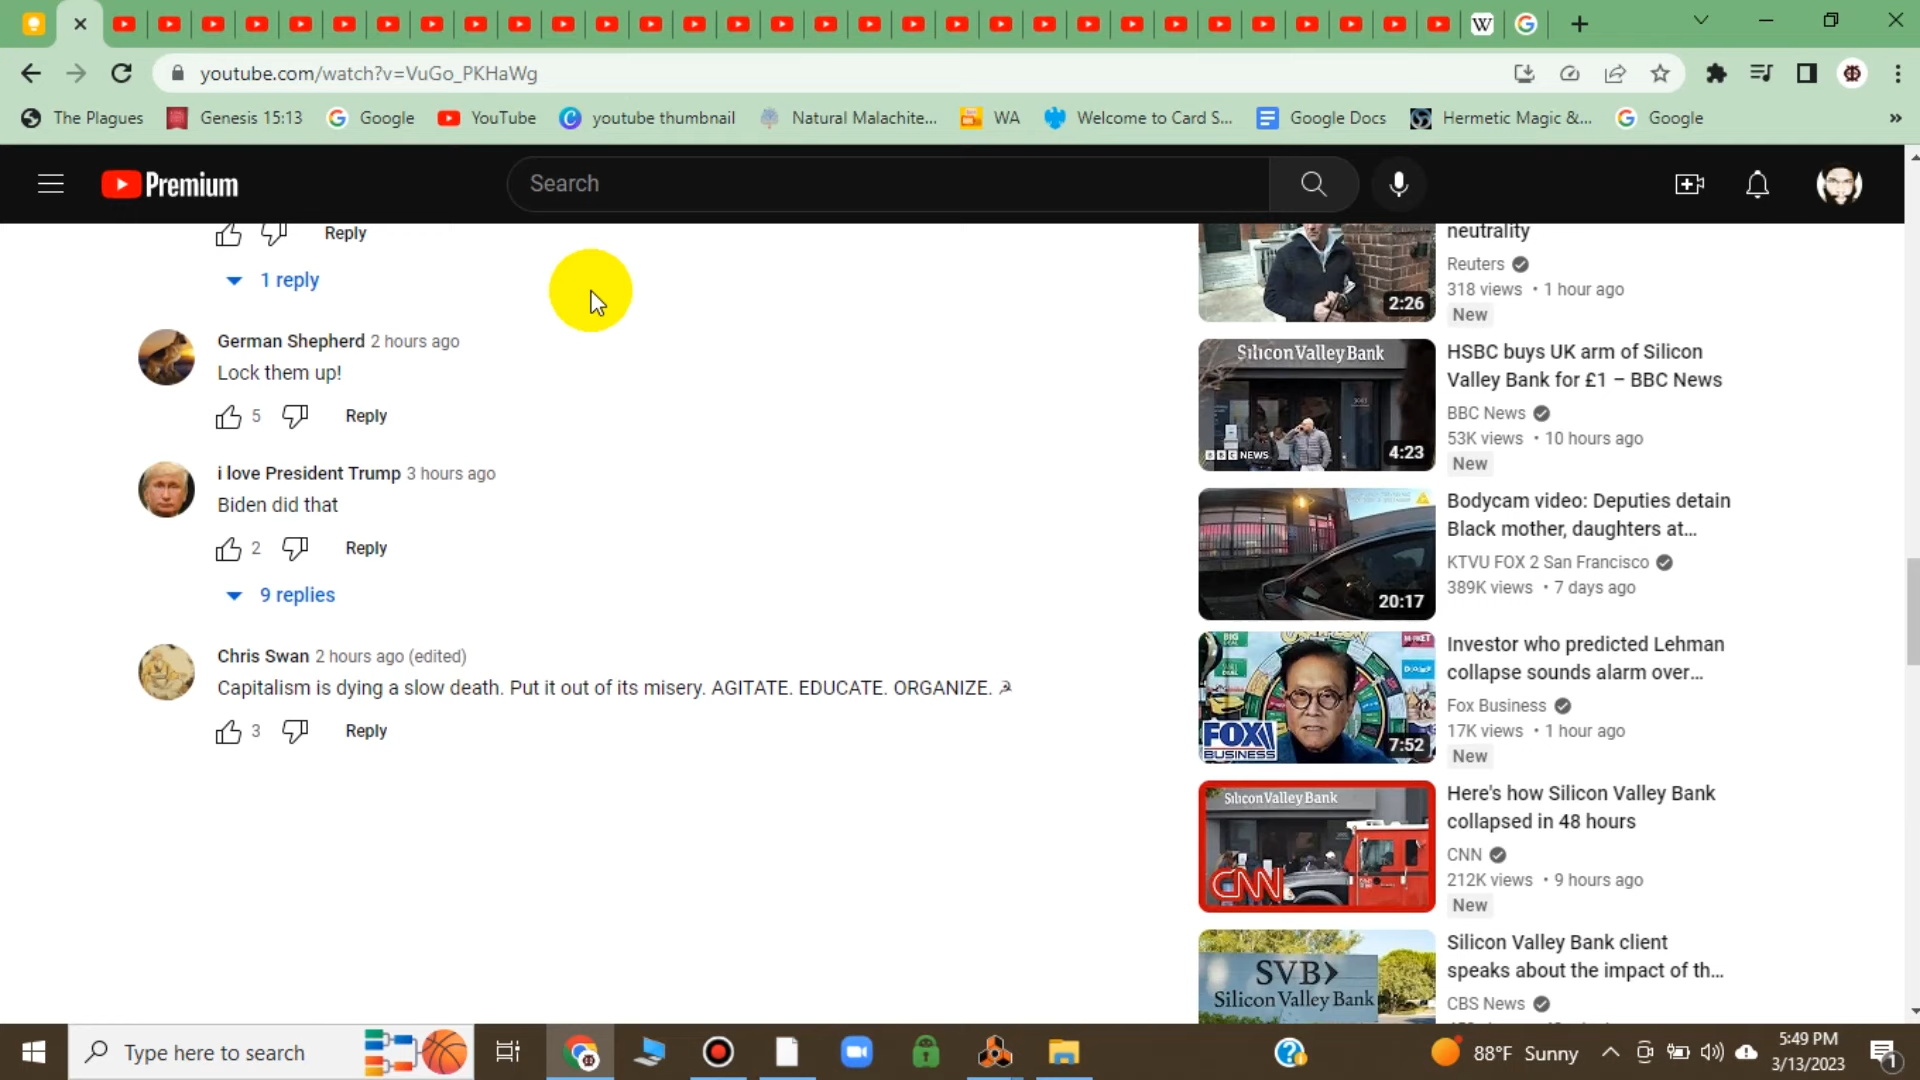 youtube.com/watch?v=VuGo_PKHaWg
The Plagues
Genesis 15:13
Google
YouTube
youtube thumbnail
Natural Malachite...
WA
Welcome to Card S...
Google Docs
Hermetic Magic &...
Google
»
Premium
Search
Reply
1 reply
German Shepherd 2 hours ago
Lock them up!
5 Reply
i love President Trump 3 hours ago
Biden did that
2 Reply
9 replies
Chris Swan 2 hours ago (edited)
Capitalism is dying a slow death. Put it out of its misery. AGITATE. EDUCATE. ORGANIZE. ☭
3 Reply
neutrality
Reuters
318 views • 1 hour ago
New
2:26
Silicon Valley Bank
BBC NEWS
4:23
HSBC buys UK arm of Silicon
Valley Bank for £1 – BBC News
BBC News
53K views • 10 hours ago
New
20:17
Bodycam video: Deputies detain
Black mother, daughters at...
KTVU FOX 2 San Francisco
389K views • 7 days ago
FOX
BUSINESS
7:52
Investor who predicted Lehman
collapse sounds alarm over...
Fox Business
17K views • 1 hour ago
New
Silicon Valley Bank
CNN
Here's how Silicon Valley Bank
collapsed in 48 hours
CNN
212K views • 9 hours ago
New
SVB>
Silicon Valley Bank
Silicon Valley Bank client
speaks about the impact of th...
CBS News
Type here to search
88°F Sunny
5:49 PM
3/13/2023
1